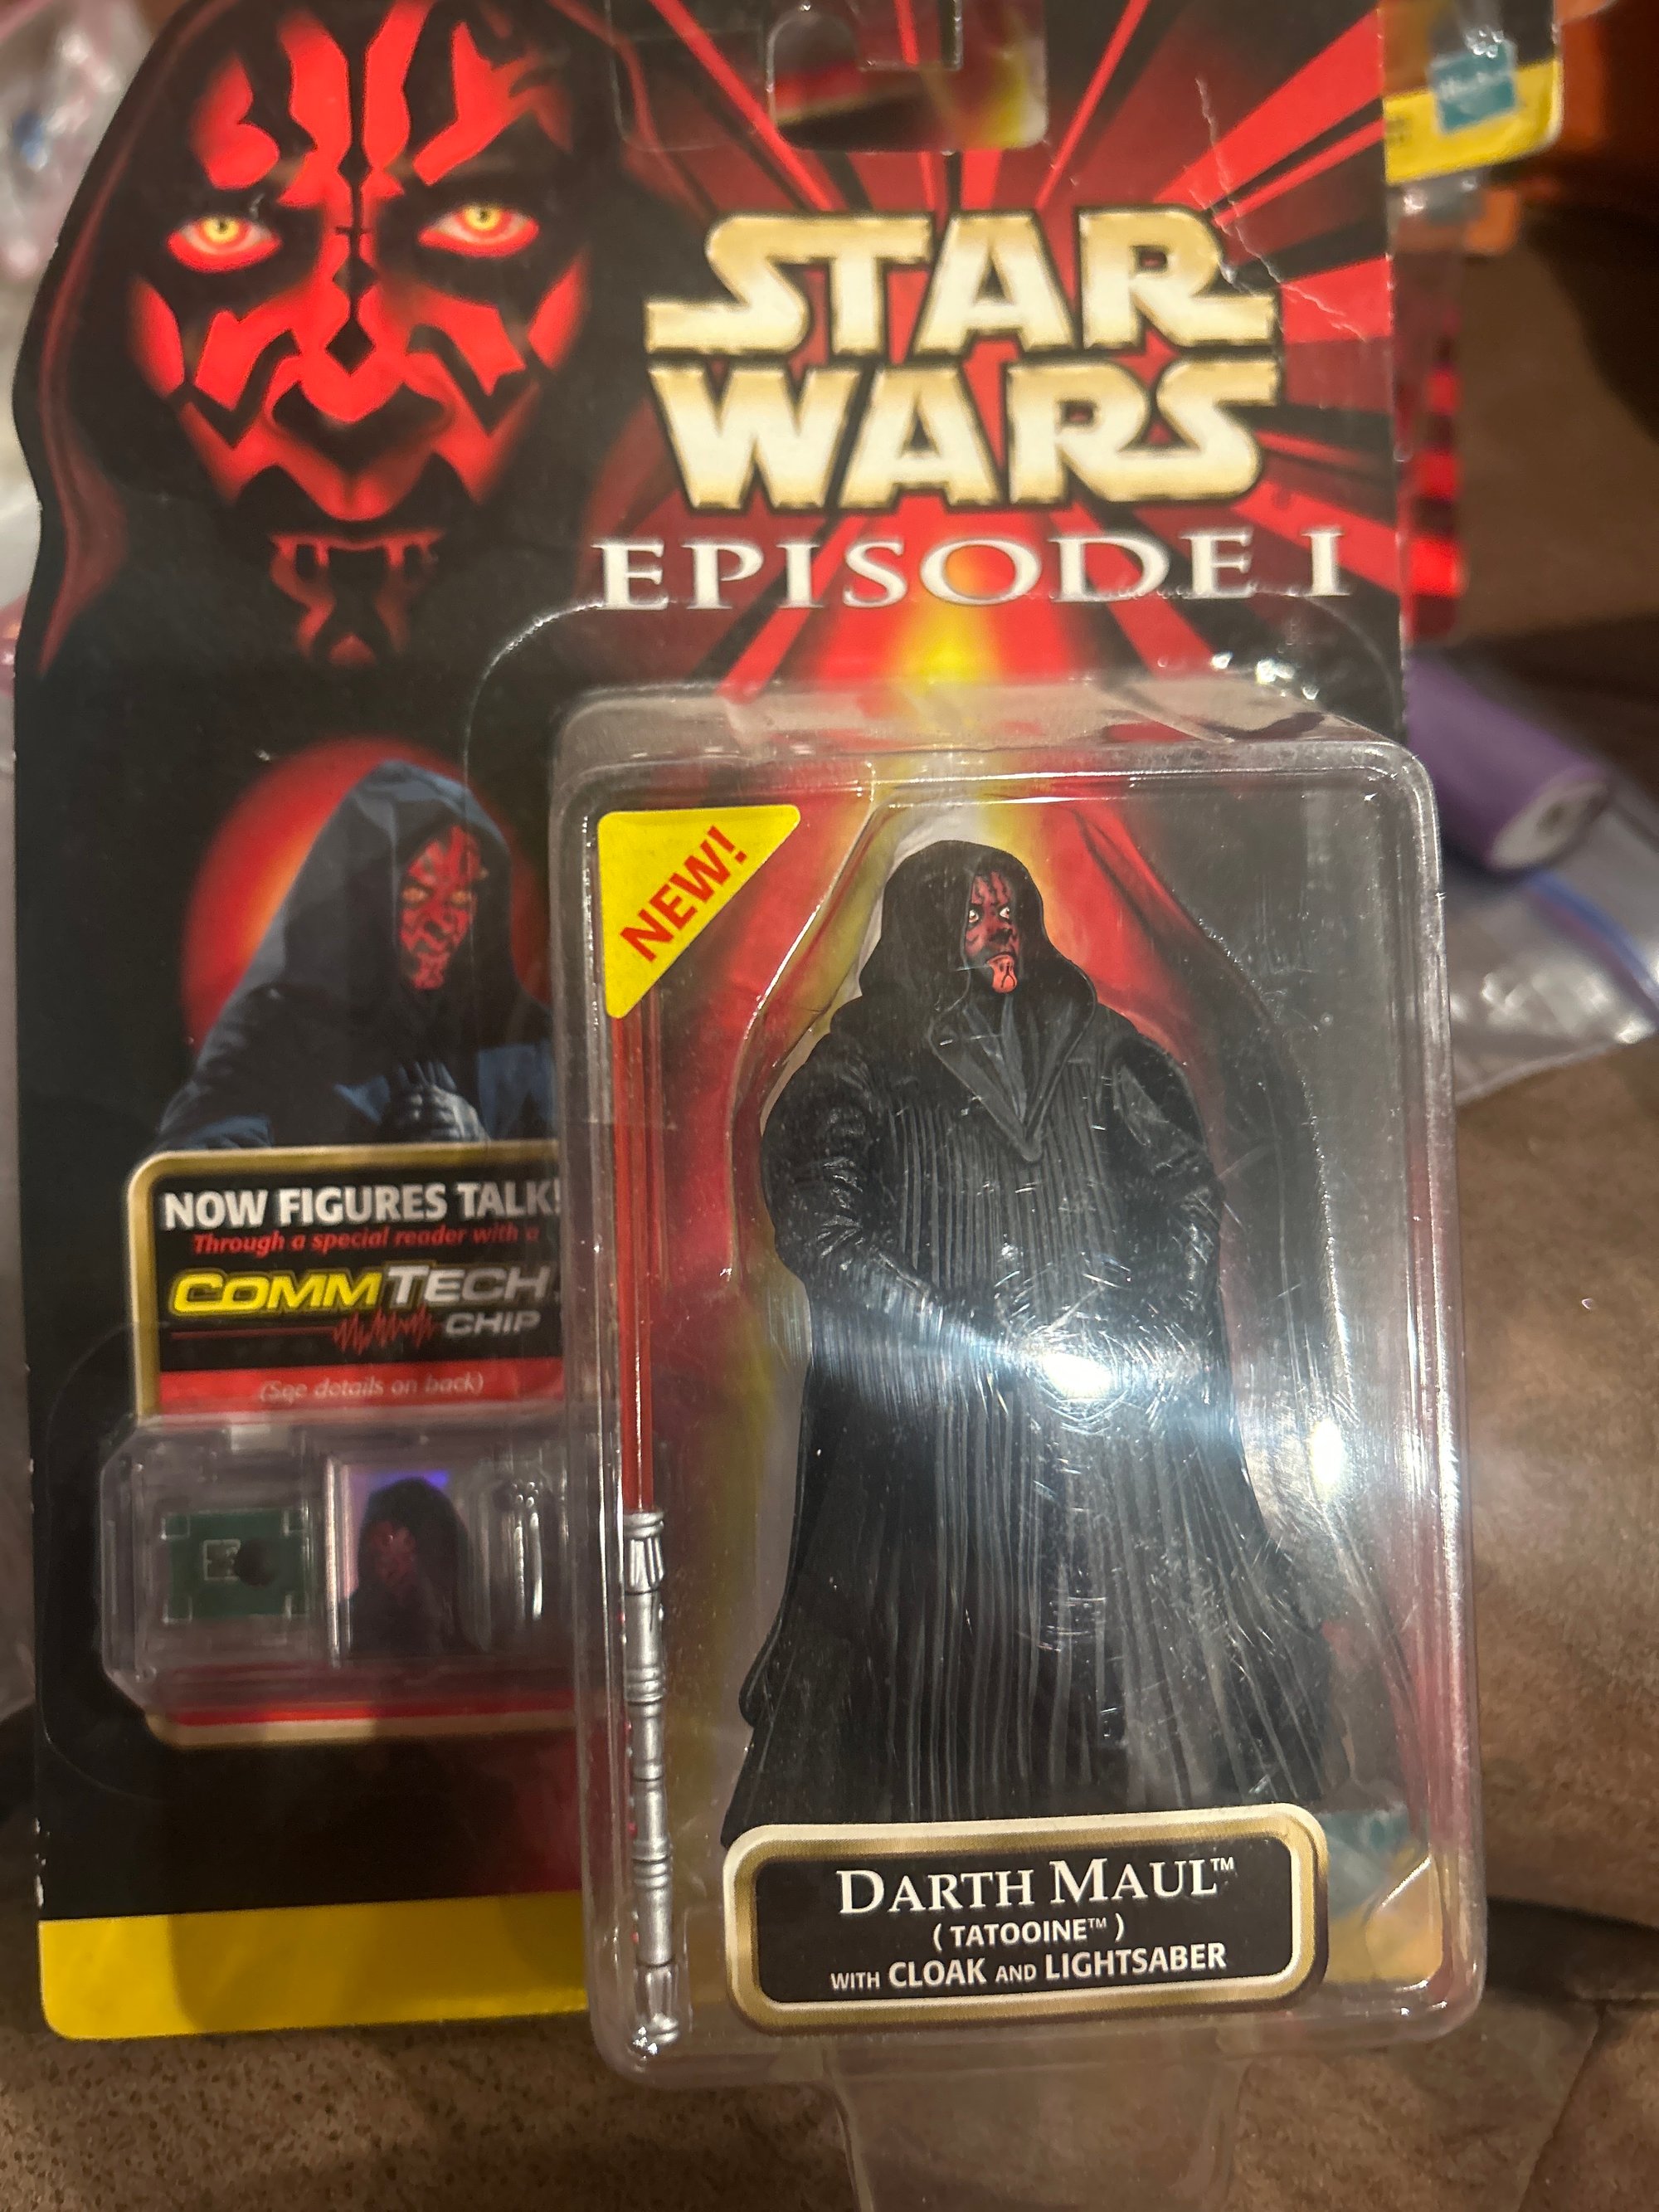 STAR
WARS
EPISODE I
NEW!
NOW FIGURES TALK!
Through a special reader with a
COMMTECH
CHIP
(See details on back)
DARTH MAUL™
(TATOOINE™)
WITH CLOAK AND LIGHTSABER